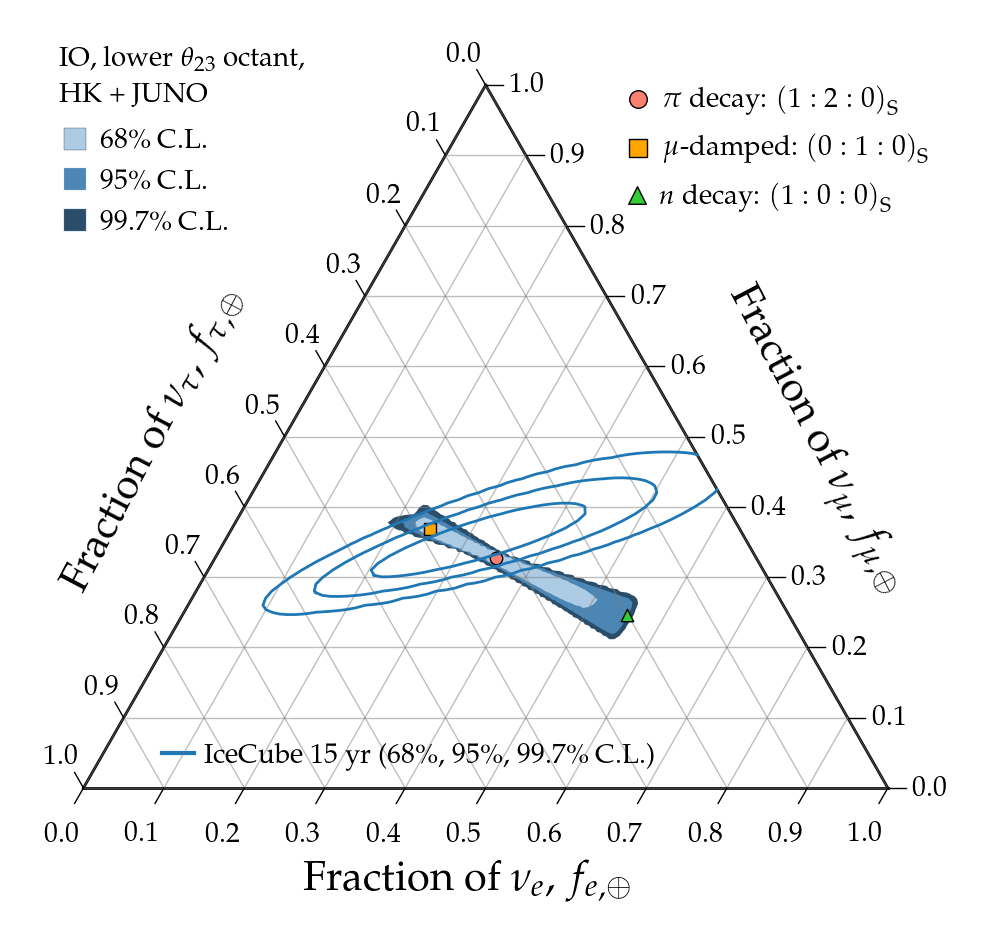 IO, lower θ₂₃ octant,
HK + JUNO
68% C.L.
95% C.L.
99.7% C.L.
π decay: (1 : 2 : 0)S
μ-damped: (0 : 1 : 0)S
n decay: (1 : 0 : 0)S
Fraction of ντ, fτ,⊕
0.0
0.1
0.2
0.3
0.4
0.5
0.6
0.7
0.8
0.9
1.0
Fraction of νμ, fμ,⊕
1.0
0.9
0.8
0.7
0.6
0.5
0.4
0.3
0.2
0.1
0.0
IceCube 15 yr (68%, 95%, 99.7% C.L.)
0.0 0.1 0.2 0.3 0.4 0.5 0.6 0.7 0.8 0.9 1.0
Fraction of νe, fe,⊕